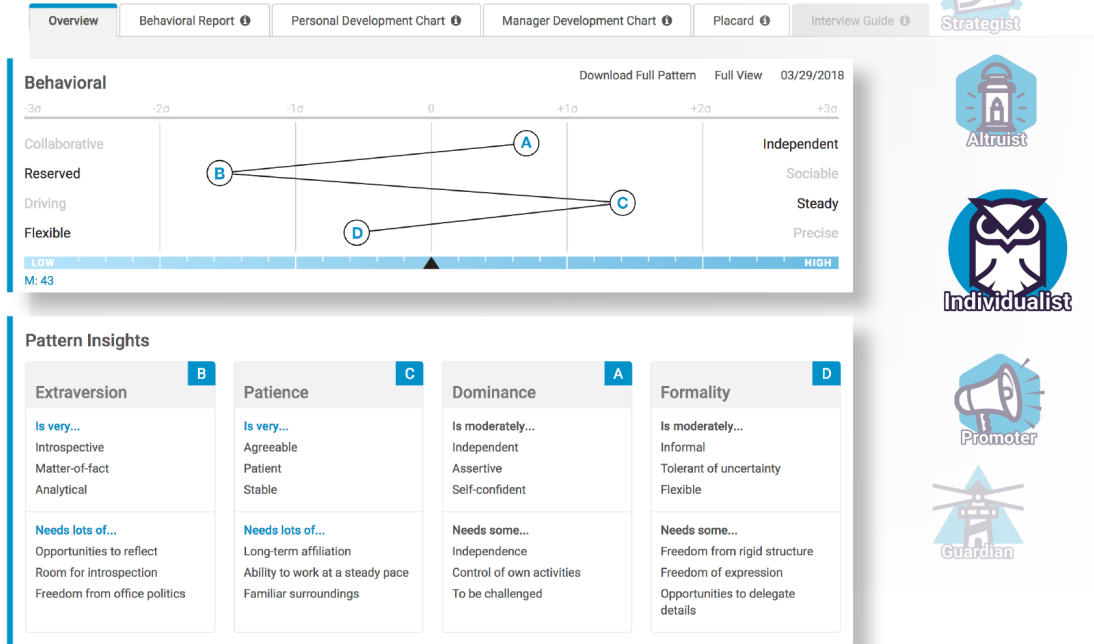 Overview
Behavioral Report
Personal Development Chart
Manager Development Chart
Placard
Interview Guide
Strategist
Behavioral
Download Full Pattern Full View 03/29/2018
-3σ -2σ -1σ 0 +1σ +2σ +3σ
Collaborative A Independent
Reserved B Sociable
Driving C Steady
Flexible D Precise
LOW HIGH
M: 43
Altruist
Individualist
Promoter
Guardian
Pattern Insights
B
Extraversion
Is very...
Introspective
Matter-of-fact
Analytical
Needs lots of...
Opportunities to reflect
Room for introspection
Freedom from office politics
C
Patience
Is very...
Agreeable
Patient
Stable
Needs lots of...
Long-term affiliation
Ability to work at a steady pace
Familiar surroundings
A
Dominance
Is moderately...
Independent
Assertive
Self-confident
Needs some...
Independence
Control of own activities
To be challenged
D
Formality
Is moderately...
Informal
Tolerant of uncertainty
Flexible
Needs some...
Freedom from rigid structure
Freedom of expression
Opportunities to delegate
details